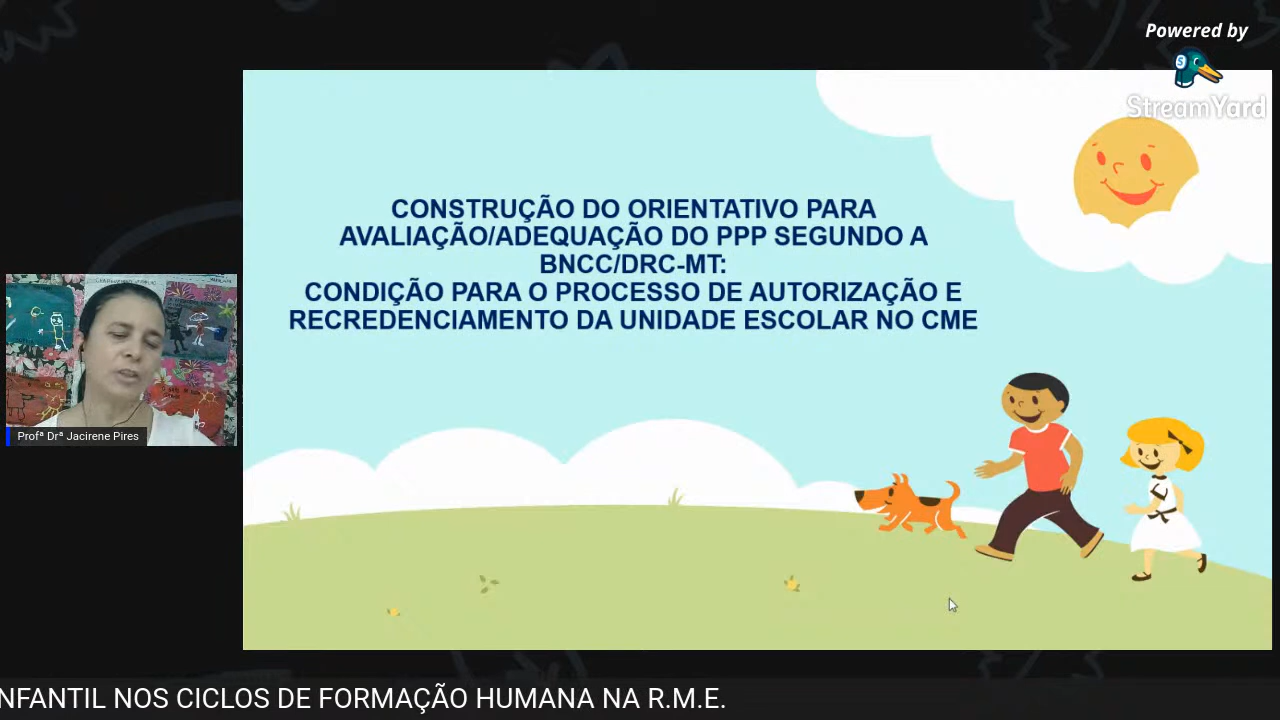 Powered by
StreamYard
CONSTRUÇÃO DO ORIENTATIVO PARA
AVALIAÇÃO/ADEQUAÇÃO DO PPP SEGUNDO A
BNCC/DRC-MT:
CONDIÇÃO PARA O PROCESSO DE AUTORIZAÇÃO E
RECREDENCIAMENTO DA UNIDADE ESCOLAR NO CME
Profª Drª Jacirene Pires
NFANTIL NOS CICLOS DE FORMAÇÃO HUMANA NA R.M.E.